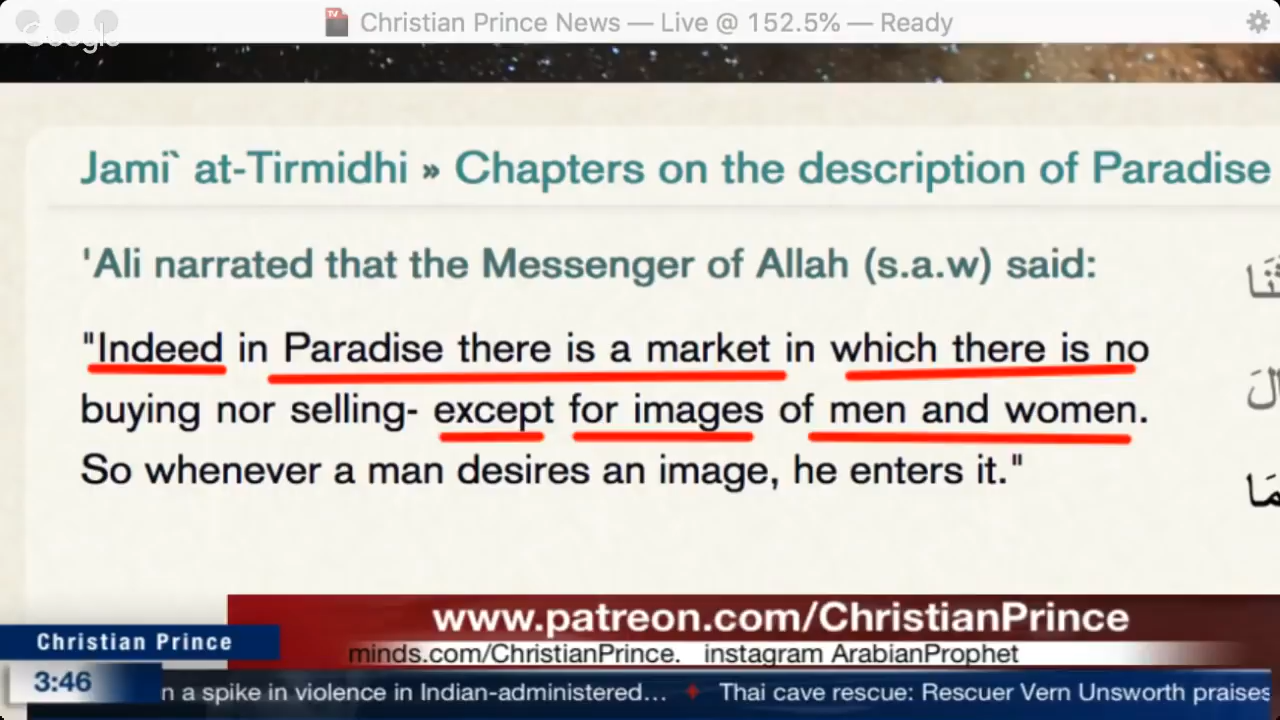 Christian Prince News — Live @ 152.5% — Ready
Google
Jami` at-Tirmidhi » Chapters on the description of Paradise
'Ali narrated that the Messenger of Allah (s.a.w) said:
"Indeed in Paradise there is a market in which there is no
buying nor selling- except for images of men and women.
So whenever a man desires an image, he enters it."
www.patreon.com/ChristianPrince
Christian Prince
minds.com/ChristianPrince. instagram ArabianProphet
3:46
n a spike in violence in Indian-administered... ♦ Thai cave rescue: Rescuer Vern Unsworth praises